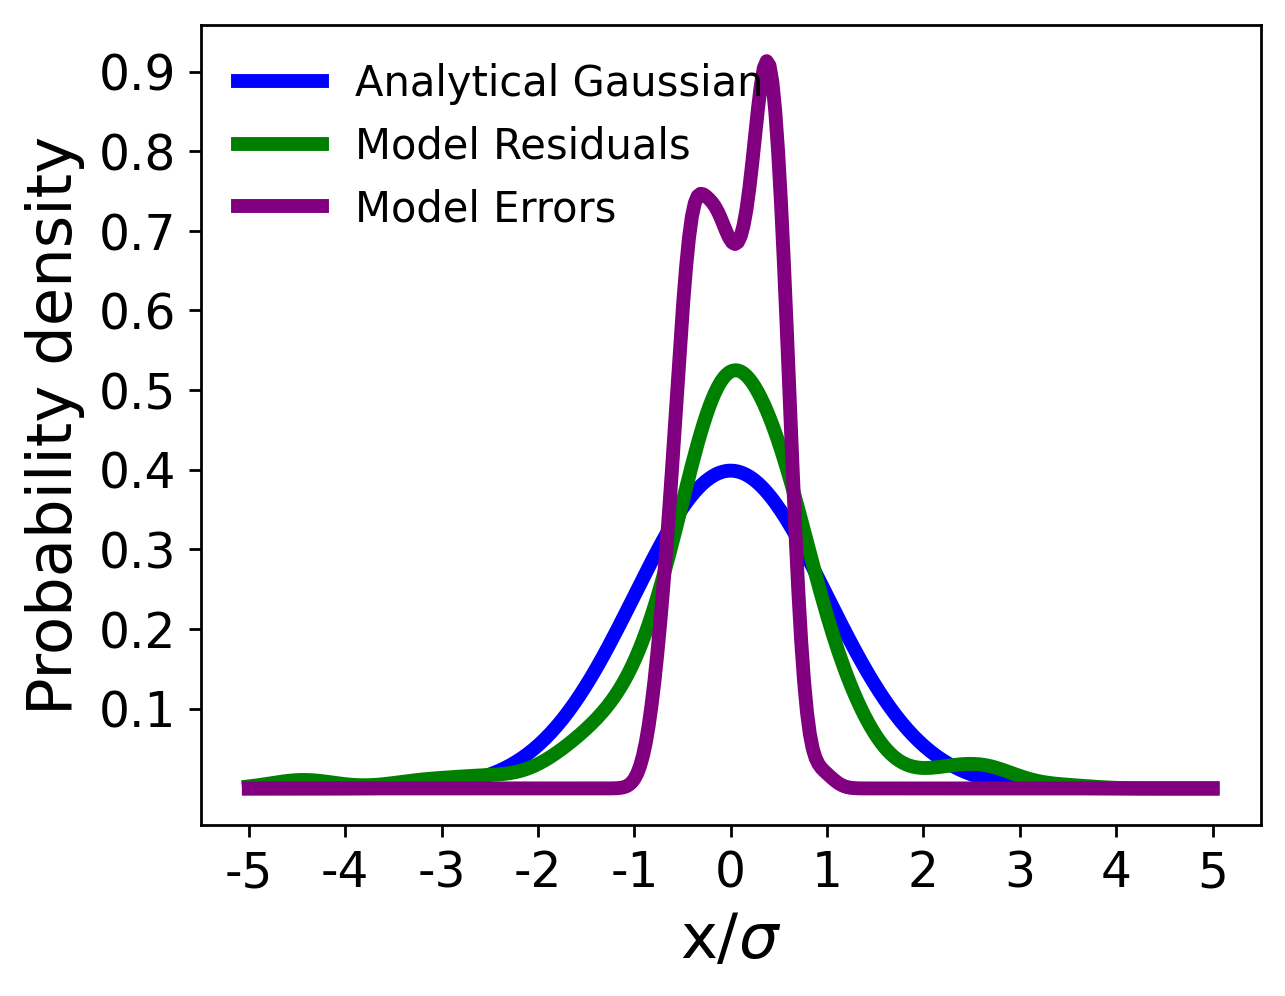 Analytical Gaussian
Model Residuals
Model Errors
Probability density
0.9
0.8
0.7
0.6
0.5
0.4
0.3
0.2
0.1
-5 -4 -3 -2 -1 0 1 2 3 4 5
x/σ